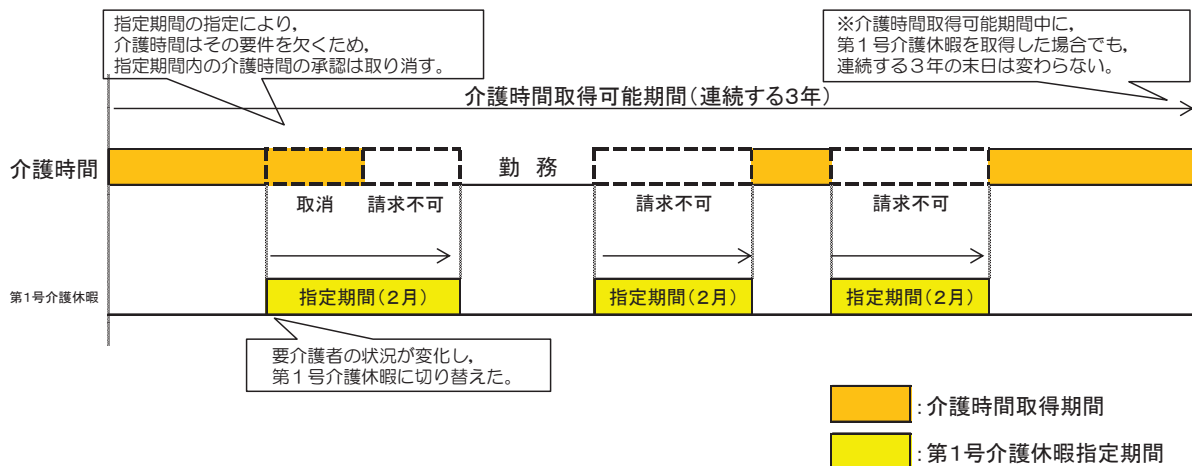 指定期間の指定により，
介護時間はその要件を欠くため，
指定期間内の介護時間の承認は取り消す。
※介護時間取得可能期間中に，
第１号介護休暇を取得した場合でも，
連続する３年の末日は変わらない。
介護時間取得可能期間（連続する3年）
介護時間
勤　務
取消
請求不可
請求不可
請求不可
第1号介護休暇
指定期間（２月）
指定期間（２月）
指定期間（２月）
要介護者の状況が変化し，
第１号介護休暇に切り替えた。
：介護時間取得期間
：第１号介護休暇指定期間